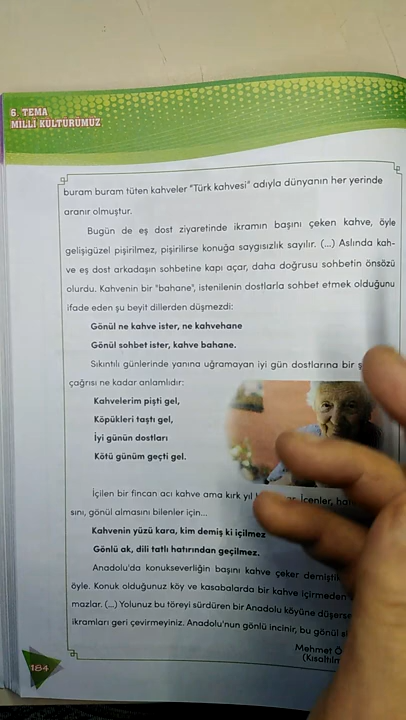 6. TEMA
MİLLİ KÜLTÜRÜMÜZ
buram buram tüten kahveler "Türk kahvesi" adıyla dünyanın her yerinde
aranır olmuştur.
Bugün de eş dost ziyaretinde ikramın başını çeken kahve, öyle
gelişigüzel pişirilmez, pişirilirse konuğa saygısızlık sayılır. (...) Aslında kah-
ve eş dost arkadaşın sohbetine kapı açar, daha doğrusu sohbetin önsözü
olurdu. Kahvenin bir "bahane", istenilenin dostlarla sohbet etmek olduğunu
ifade eden şu beyit dillerden düşmezdi:
Gönül ne kahve ister, ne kahvehane
Gönül sohbet ister, kahve bahane.
Sıkıntılı günlerinde yanına uğramayan iyi gün dostlarına bir
çağrısı ne kadar anlamlıdır:
Kahvelerim pişti gel,
Köpükleri taştı gel,
İyi günün dostları
Kötü günüm geçti gel.
İçilen bir fincan acı kahve ama kırk yıl İçenler,
sını, gönül almasını bilenler için...
Kahvenin yüzü kara, kim demiş ki içilmez
Gönlü ak, dili tatlı hatırından geçilmez.
Anadolu'da konukseverliğin başını kahve çeker demiştik
öyle. Konuk olduğunuz köy ve kasabalarda bir kahve içirmeden
mazlar. (...) Yolunuz bu töreyi sürdüren bir Anadolu köyüne düşerse
ikramları geri çevirmeyiniz. Anadolu'nun gönlü incinir, bu gönül
Mehmet
184